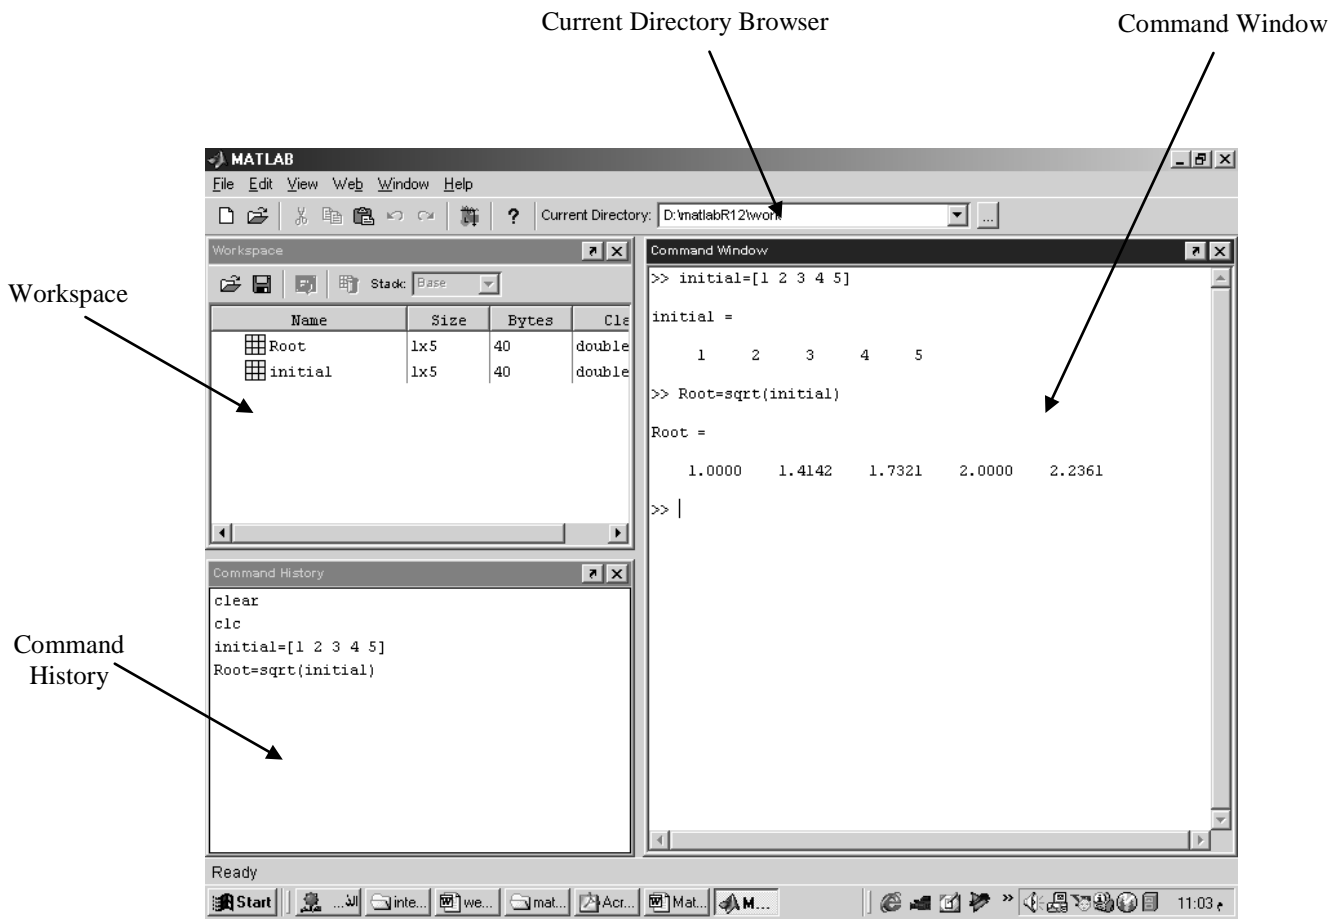 Current Directory Browser
Command Window
MATLAB
File Edit View Web Window Help
? Current Directory: D:\matlabR12\work ...
Workspace
Stack: Base
Name Size Bytes Cla
Root 1x5 40 double
initial 1x5 40 double
Workspace
Command Window
>> initial=[1 2 3 4 5]
initial =
1 2 3 4 5
>> Root=sqrt(initial)
Root =
1.0000 1.4142 1.7321 2.0000 2.2361
>>
Command History
clear
clc
initial=[1 2 3 4 5]
Root=sqrt(initial)
Command
History
Ready
Start ...الذ inte... we... mat... Acr... Mat... M... » 11:03 م